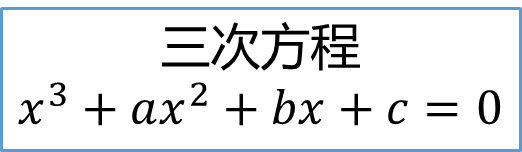 三次方程
x³ + ax² + bx + c = 0